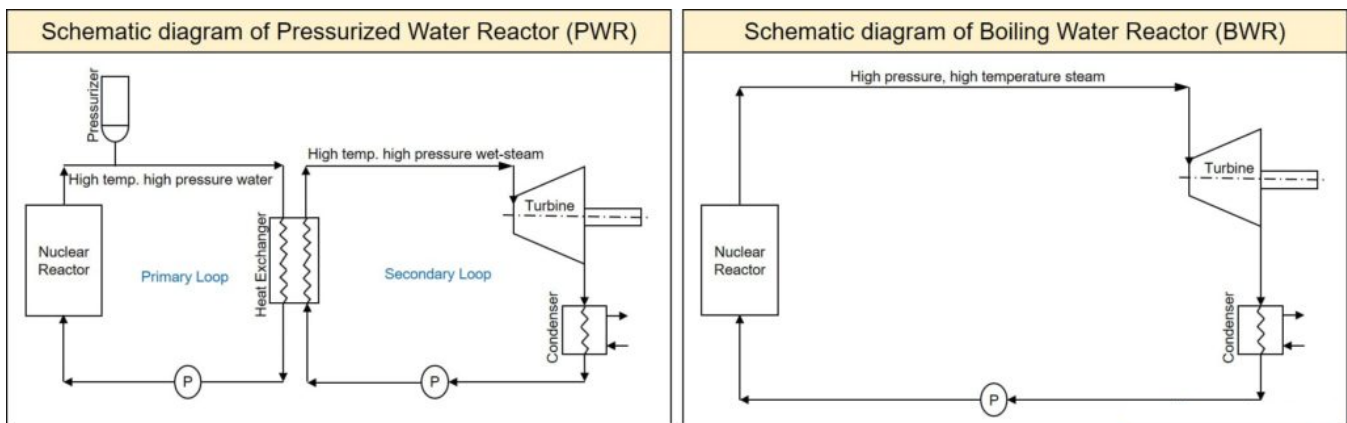 Schematic diagram of Pressurized Water Reactor (PWR)
Pressurizer
High temp. high pressure water
High temp. high pressure wet-steam
Turbine
Nuclear
Reactor
Primary Loop
Heat Exchanger
Secondary Loop
Condenser
P
P
Schematic diagram of Boiling Water Reactor (BWR)
High pressure, high temperature steam
Turbine
Nuclear
Reactor
Condenser
P